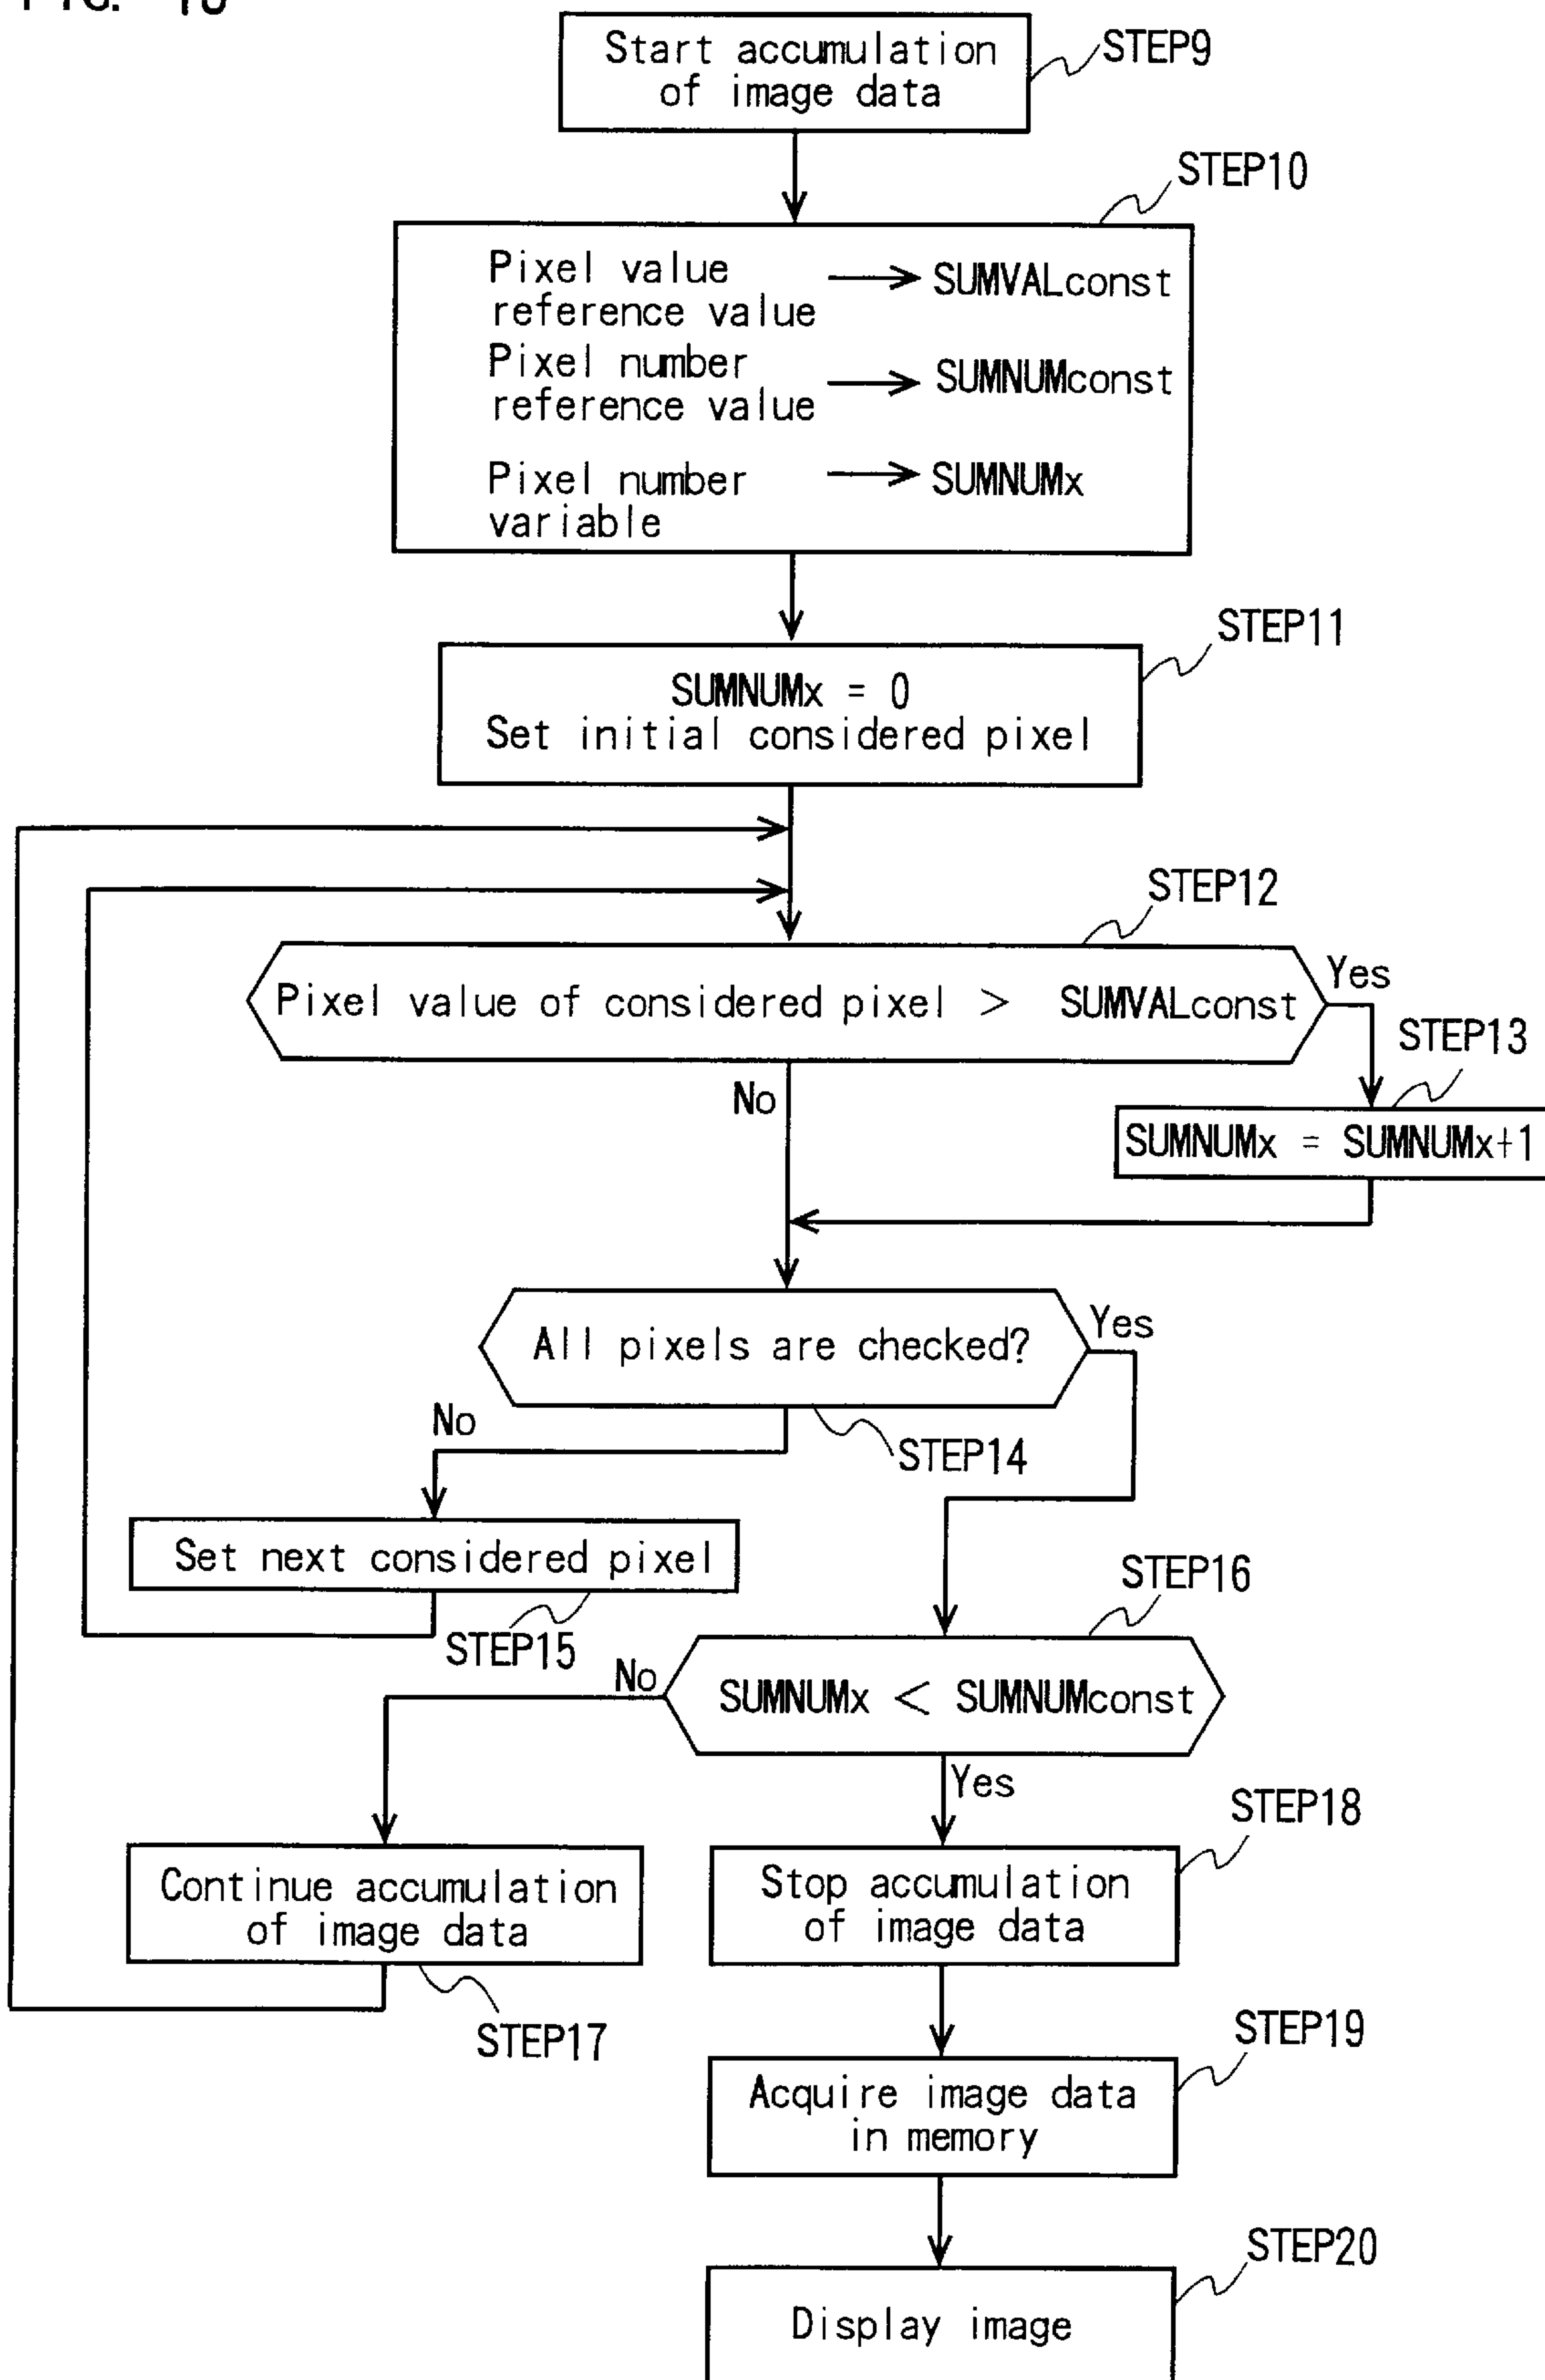 Start accumulation
of image data
STEP9
STEP10
Pixel value
reference value
→ SUMVALconst
Pixel number
reference value
→ SUMNUMconst
Pixel number
variable
→ SUMNUMx
STEP11
SUMNUMx = 0
Set initial considered pixel
STEP12
Pixel value of considered pixel > SUMVALconst
Yes
No
STEP13
SUMNUMx = SUMNUMx+1
All pixels are checked?
Yes
No
STEP14
Set next considered pixel
STEP15
STEP16
No
SUMNUMx < SUMNUMconst
Yes
STEP18
Continue accumulation
of image data
Stop accumulation
of image data
STEP17
STEP19
Acquire image data
in memory
STEP20
Display image